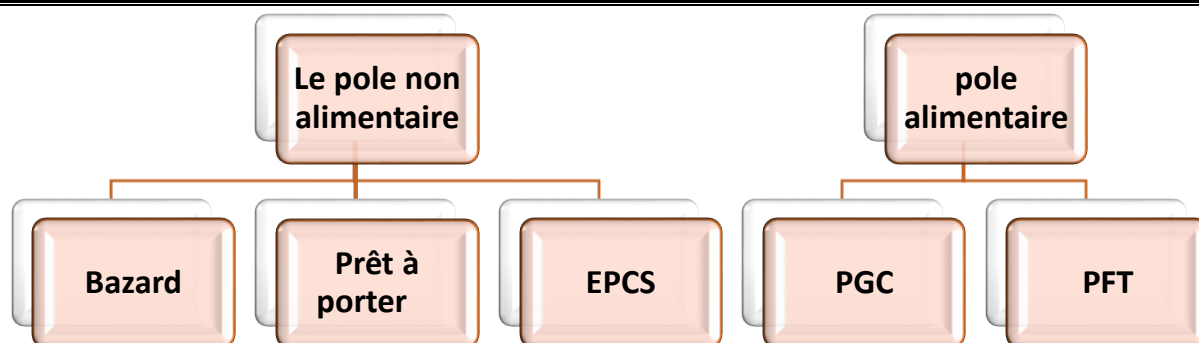 Le pole non
alimentaire
pole
alimentaire
Bazard
Prêt à
porter
EPCS
PGC
PFT